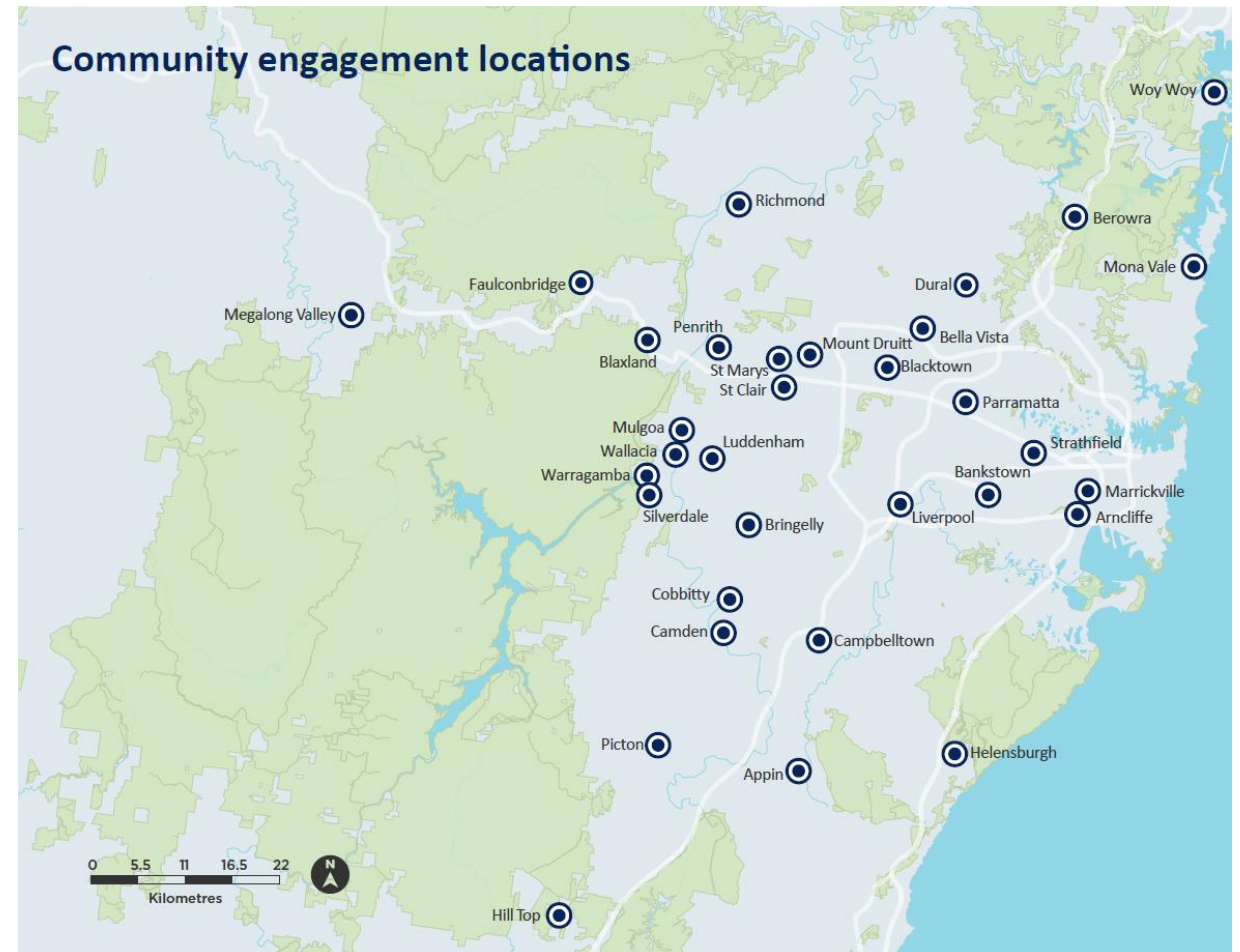 Community engagement locations
Woy Woy
Richmond
Berowra
Mona Vale
Faulconbridge
Dural
Megalong Valley
Penrith
Bella Vista
Mount Druitt
Blaxland
St Marys
Blacktown
St Clair
Parramatta
Mulgoa
Luddenham
Strathfield
Wallacia
Warragamba
Bankstown
Marrickville
Silverdale
Liverpool
Arncliffe
Bringelly
Cobbitty
Camden
Campbelltown
Picton
Helensburgh
Appin
0 5.5 11 16.5 22
N
Kilometres
Hill Top